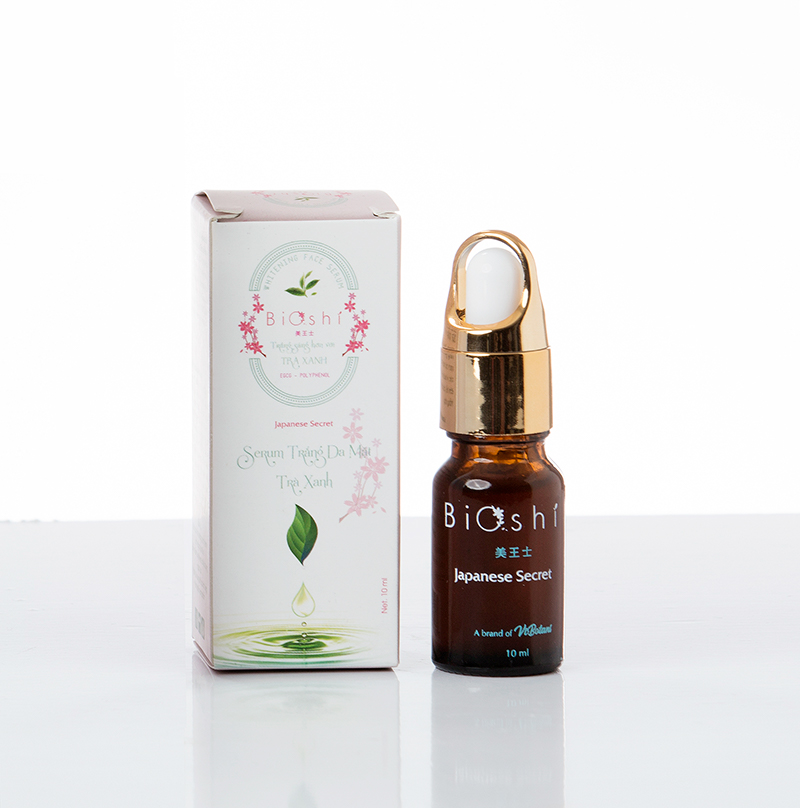 WHITENING FACE SERUM
BiOshi
美王士
TRÀ XANH
EGCG - POLYPHENOL
Japanese Secret
Serum Trắng Da Mặt
Trà Xanh
Net. 10 ml
BiOshi
美王士
Japanese Secret
A brand of ViBotani
10 ml